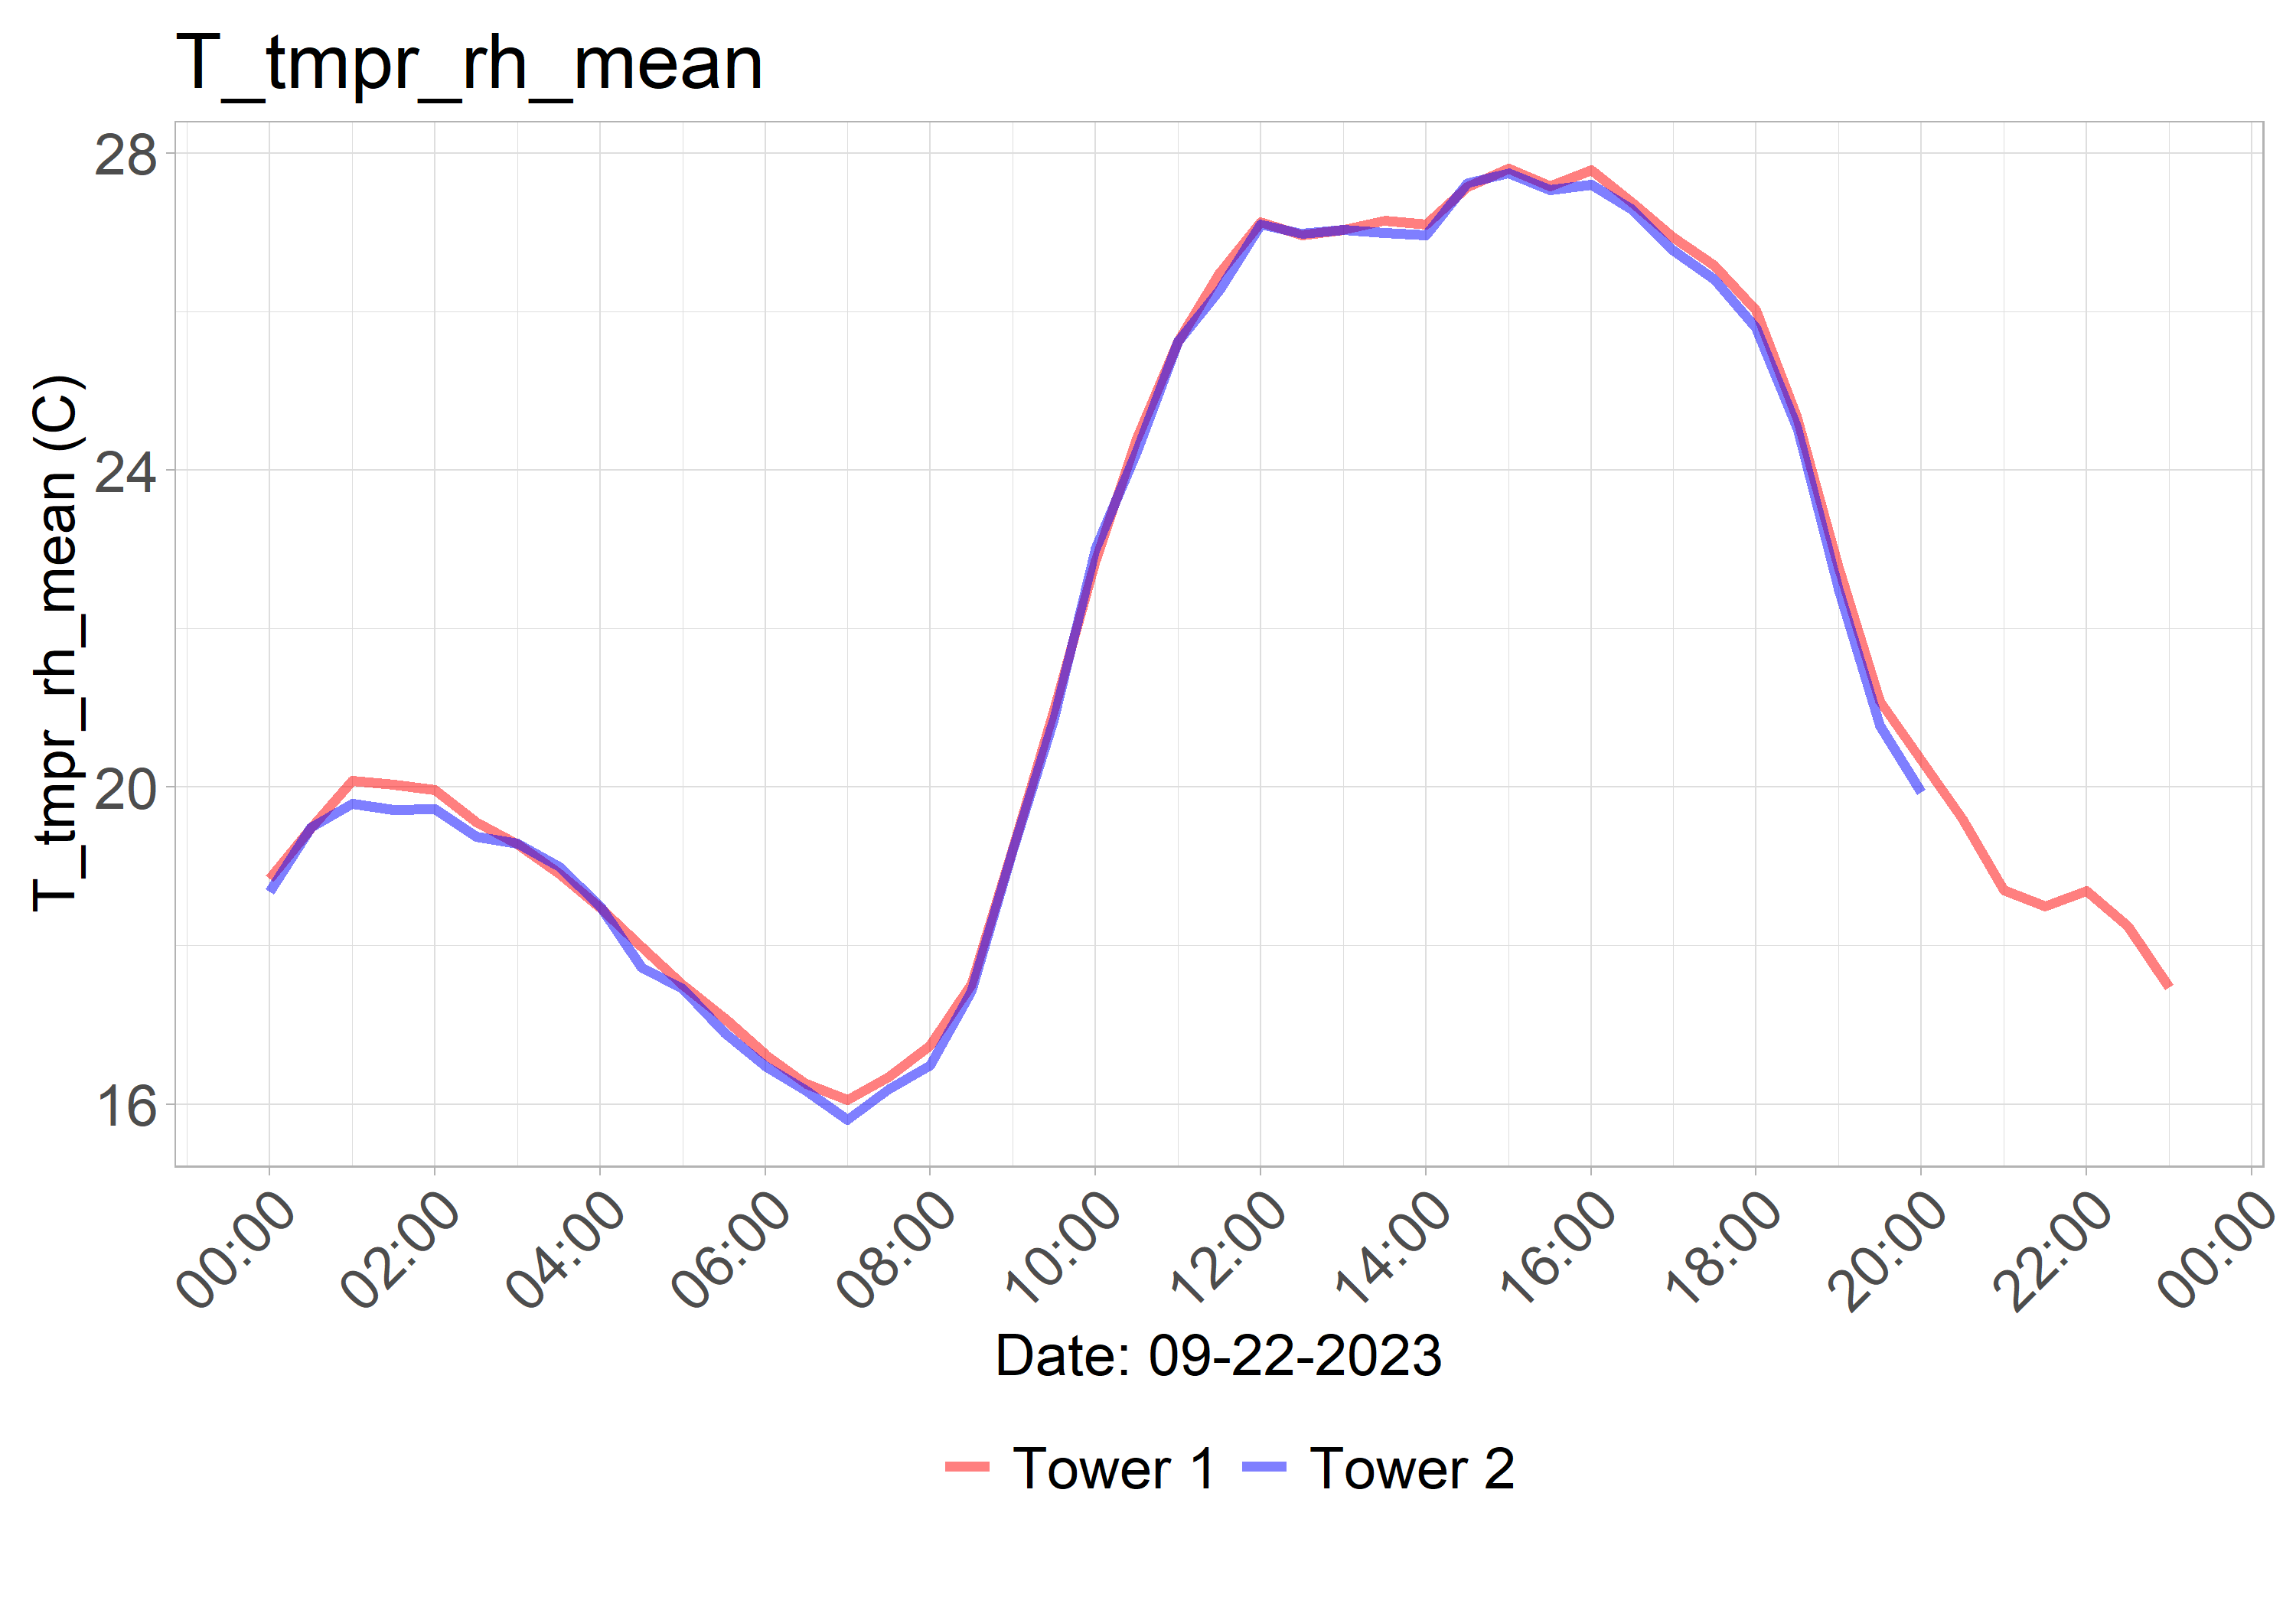 T_tmpr_rh_mean
T_tmpr_rh_mean (C)
28
24
20
16
00:00 02:00 04:00 06:00 08:00 10:00 12:00 14:00 16:00 18:00 20:00 22:00 00:00
Date: 09-22-2023
Tower 1 Tower 2